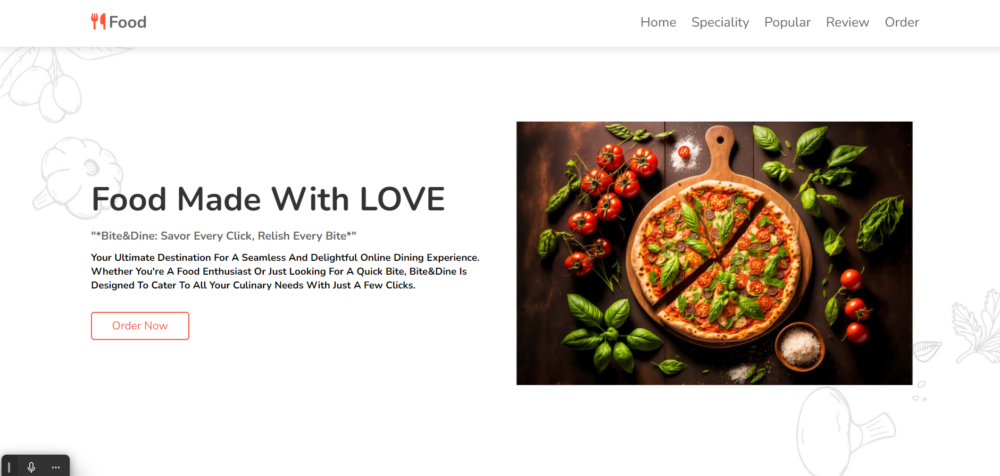 Food
Home Speciality Popular Review Order
Food Made With LOVE
"*Bite&Dine: Savor Every Click, Relish Every Bite*"
Your Ultimate Destination For A Seamless And Delightful Online Dining Experience.
Whether You're A Food Enthusiast Or Just Looking For A Quick Bite, Bite&Dine Is
Designed To Cater To All Your Culinary Needs With Just A Few Clicks.
Order Now